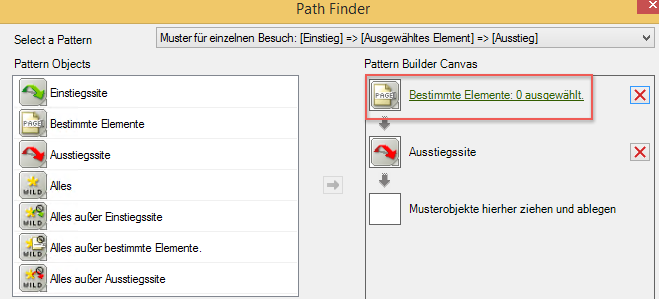 Path Finder
Select a Pattern
Muster für einzelnen Besuch: [Einstieg] => [Ausgewähltes Element] => [Ausstieg]
Pattern Objects
Einstiegssite
PAGE
Bestimmte Elemente
Ausstiegssite
WILD
Alles
WILD
Alles außer Einstiegssite
WILD
Alles außer bestimmte Elemente.
WILD
Alles außer Ausstiegssite
Pattern Builder Canvas
PAGE
Bestimmte Elemente: 0 ausgewählt.
Ausstiegssite
Musterobjekte hierher ziehen und ablegen